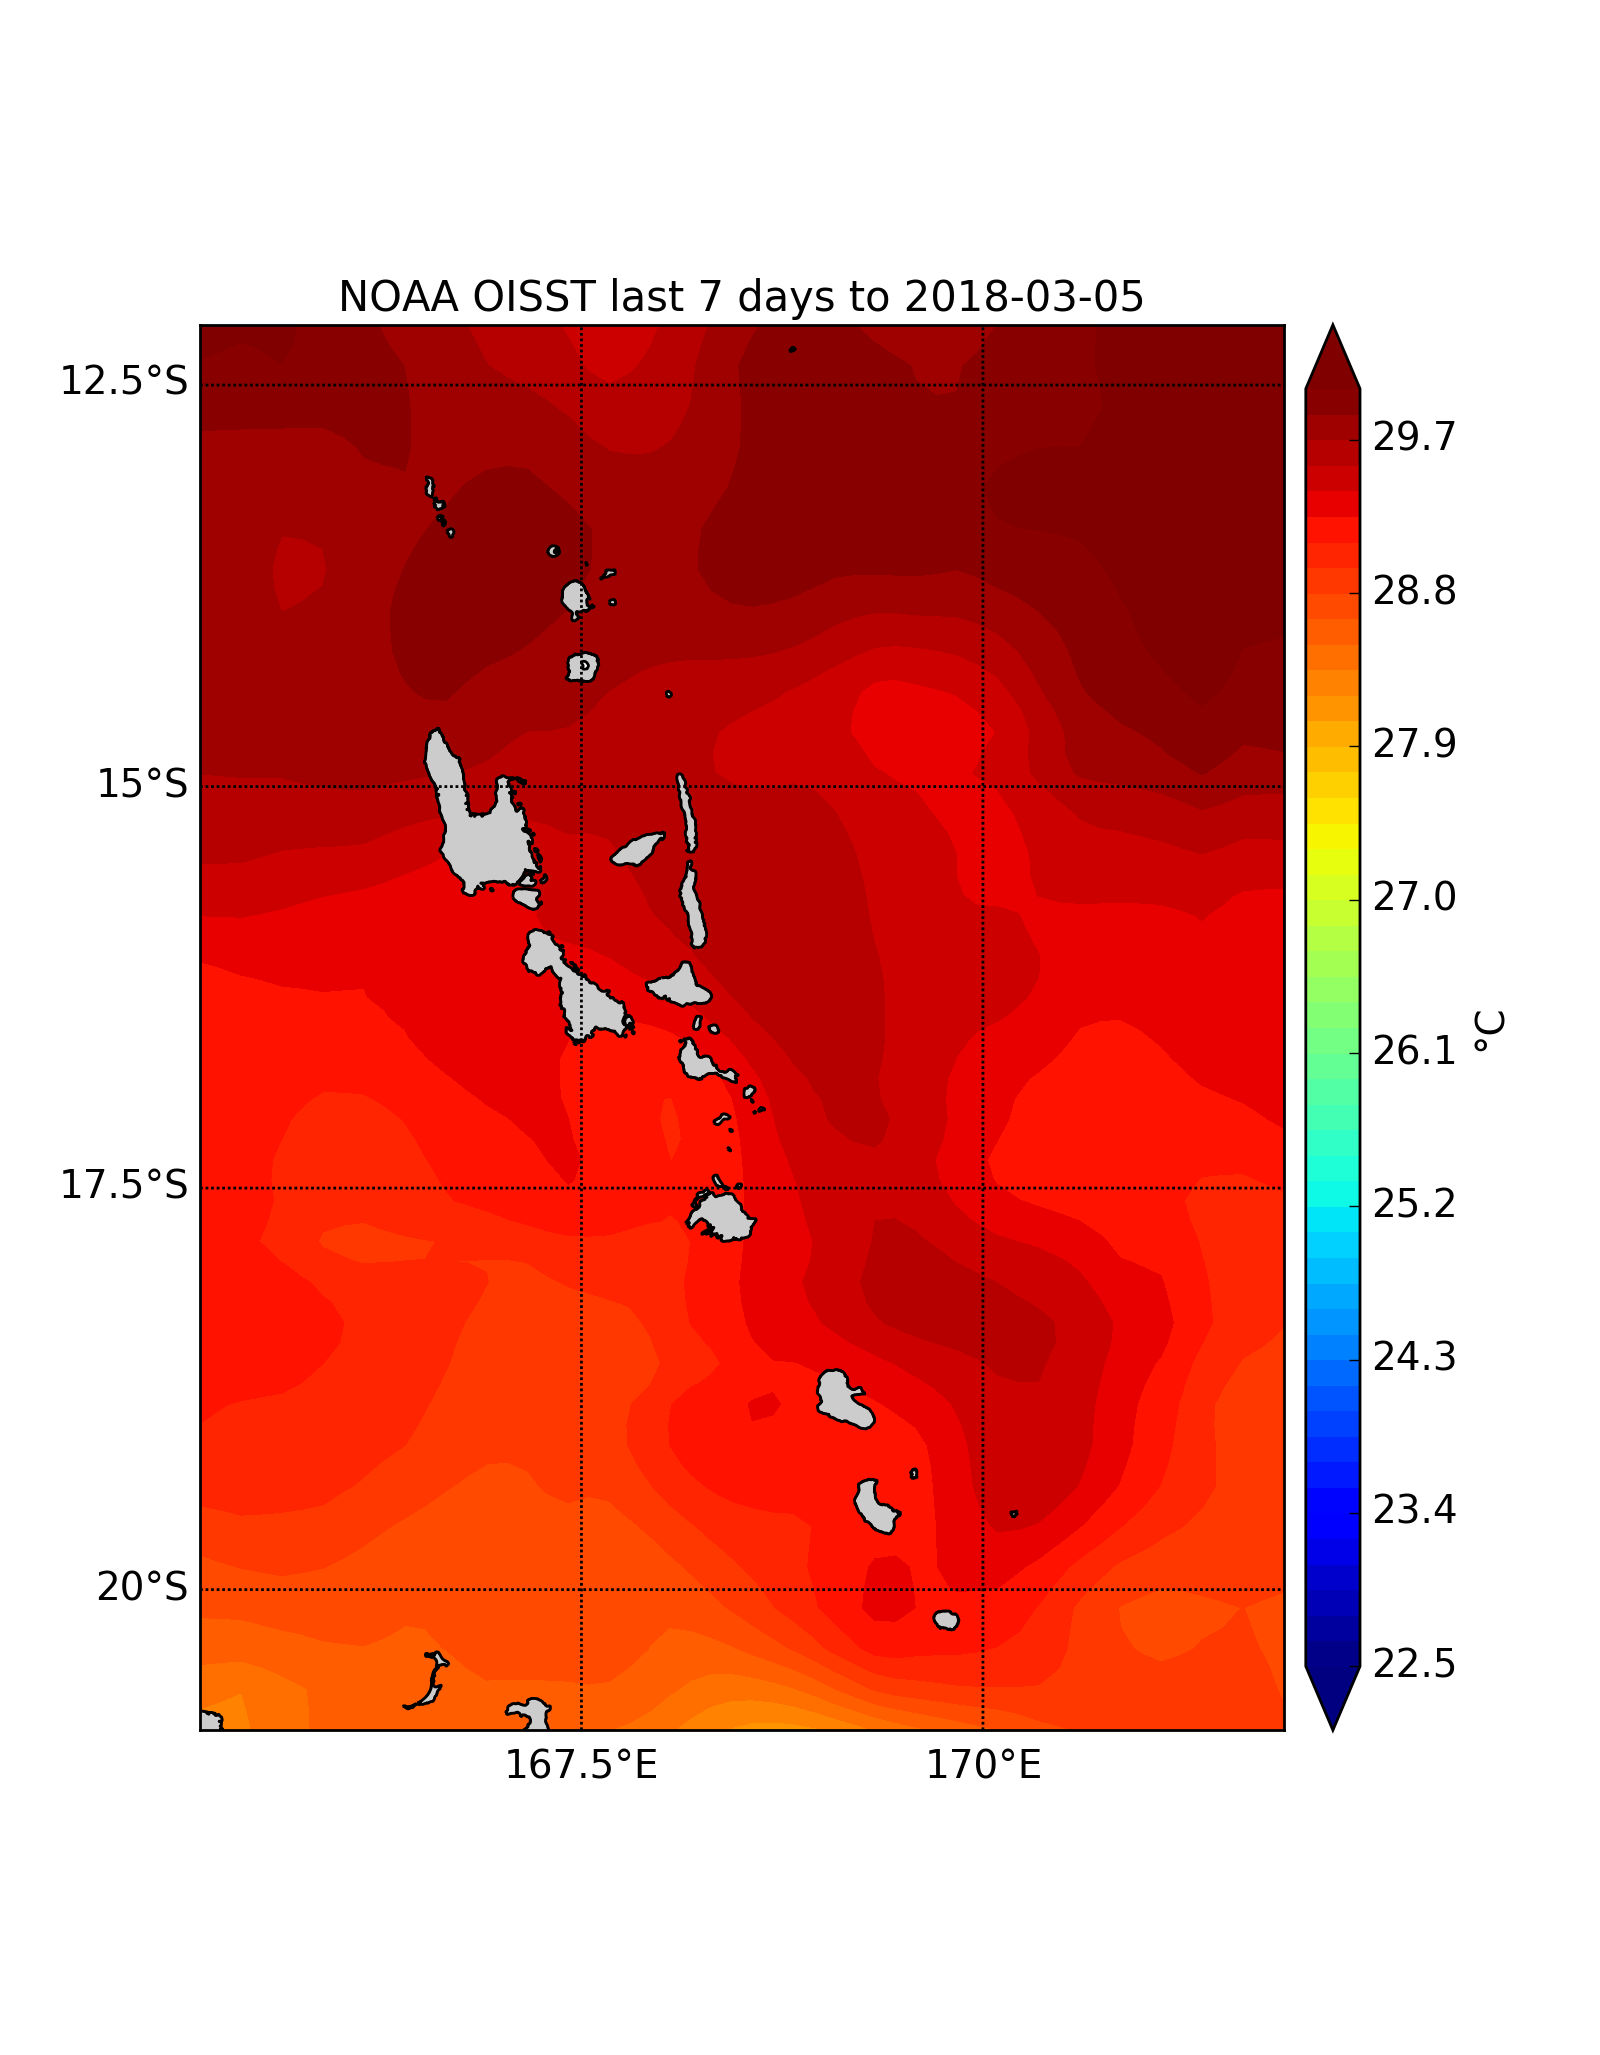 NOAA OISST last 7 days to 2018-03-05
12.5°S
15°S
17.5°S
20°S
167.5°E
170°E
29.7
28.8
27.9
27.0
26.1
25.2
24.3
23.4
22.5
°C